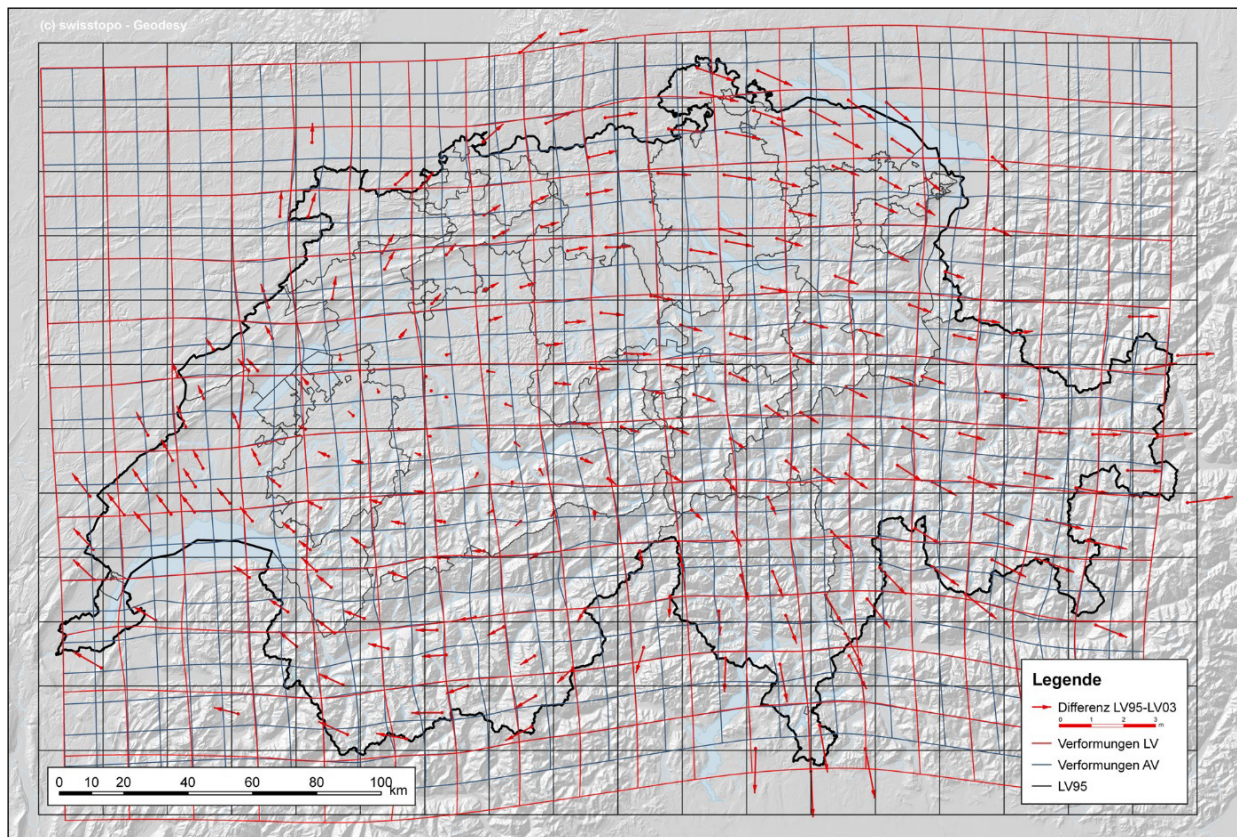 (c) swisstopo - Geodesy
Legende
Differenz LV95-LV03
0 1 2 3
m
Verformungen LV
Verformungen AV
LV95
0 10 20 40 60 80 100
km